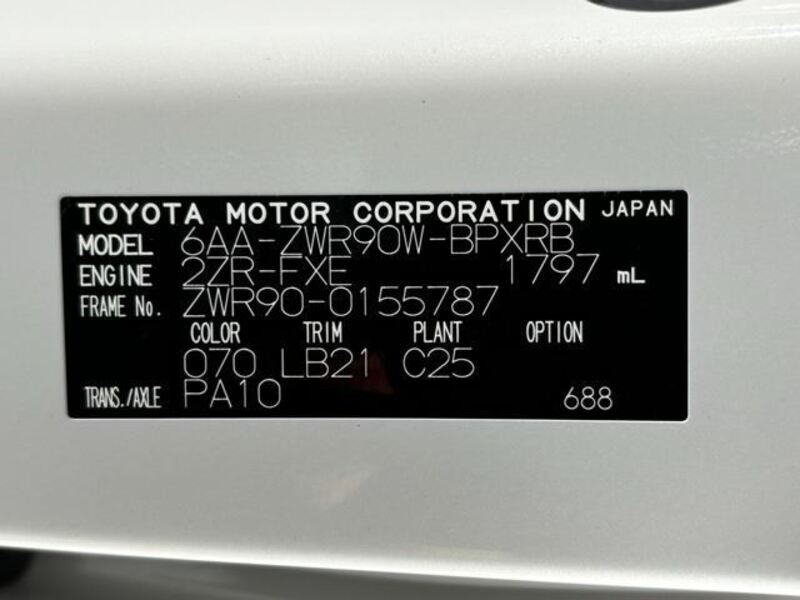 TOYOTA MOTOR CORPORATION JAPAN
MODEL 6AA-ZWR90W-BPXRB
ENGINE 2ZR-FXE 1797 mL
FRAME No. ZWR90-0155787
COLOR TRIM PLANT OPTION
070 LB21 C25
TRANS./AXLE PA10 688